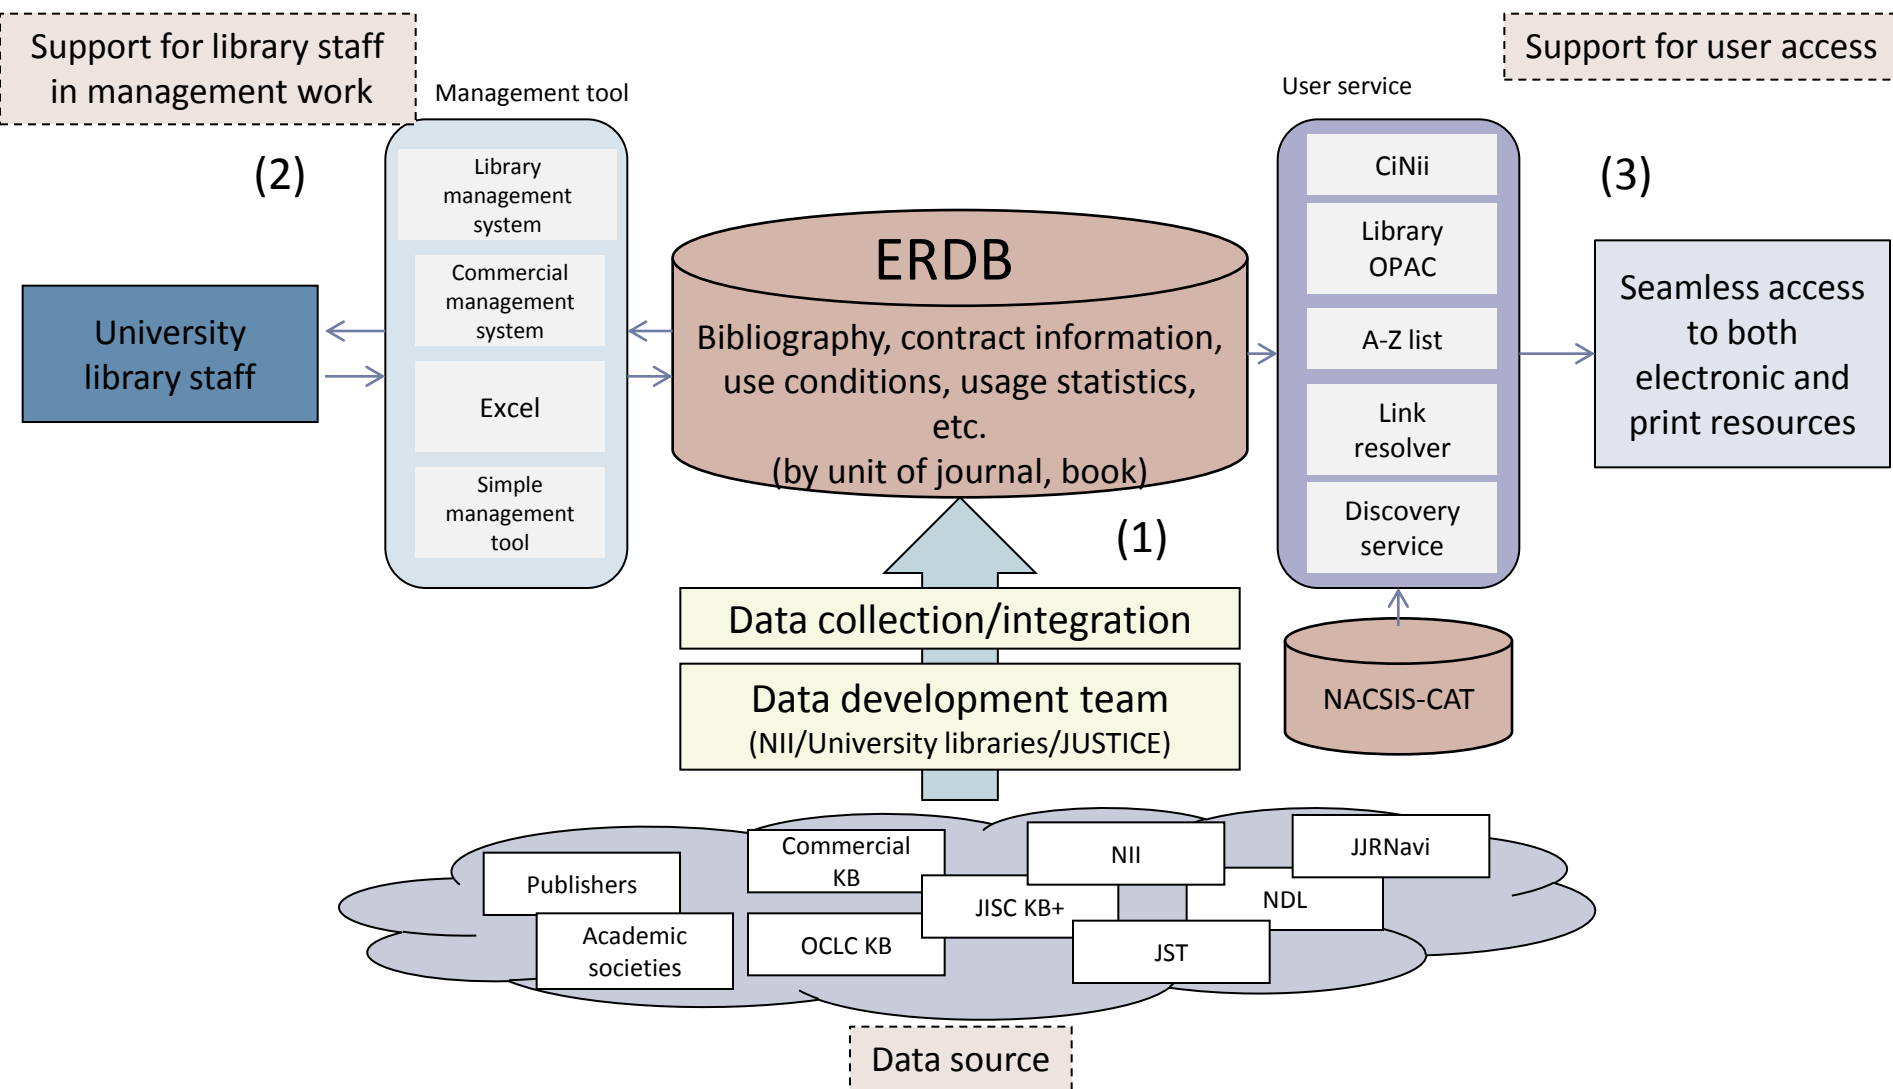 Support for library staff
in management work
Management tool
User service
Support for user access
(2)
(3)
Library
management
system
Commercial
management
system
Excel
Simple
management
tool
University
library staff
ERDB
Bibliography, contract information,
use conditions, usage statistics,
etc.
(by unit of journal, book)
CiNii
Library
OPAC
A-Z list
Link
resolver
Discovery
service
Seamless access
to both
electronic and
print resources
(1)
Data collection/integration
Data development team
(NII/University libraries/JUSTICE)
NACSIS-CAT
Publishers
Academic
societies
Commercial
KB
OCLC KB
JISC KB+
NII
JST
NDL
JJRNavi
Data source